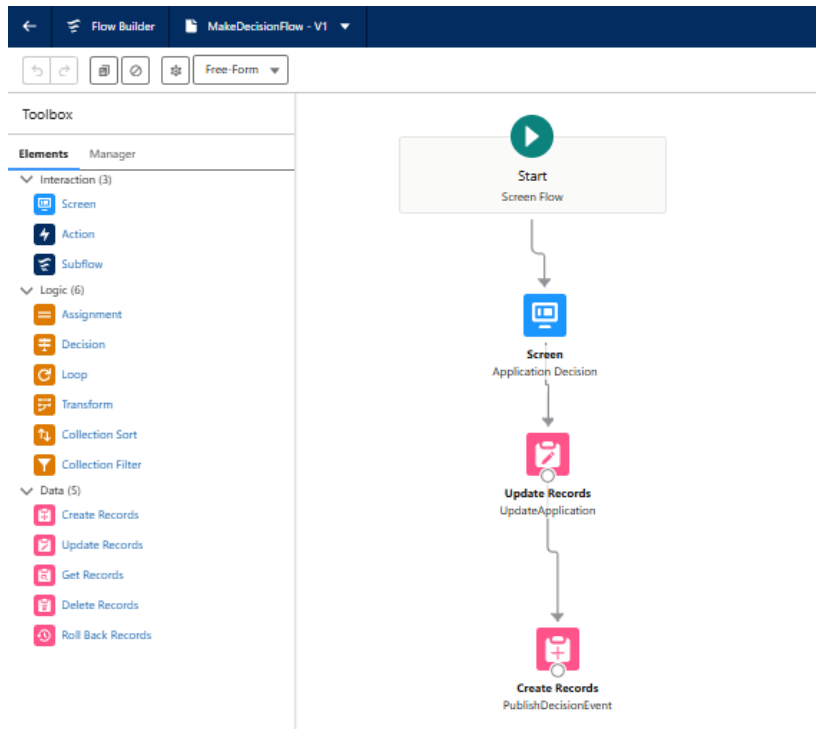 Flow Builder
MakeDecisionFlow - V1
Free-Form
Toolbox
Elements
Manager
Interaction (3)
Screen
Action
Subflow
Logic (6)
Assignment
Decision
Loop
Transform
Collection Sort
Collection Filter
Data (5)
Create Records
Update Records
Get Records
Delete Records
Roll Back Records
Start
Screen Flow
Screen
Application Decision
Update Records
UpdateApplication
Create Records
PublishDecisionEvent